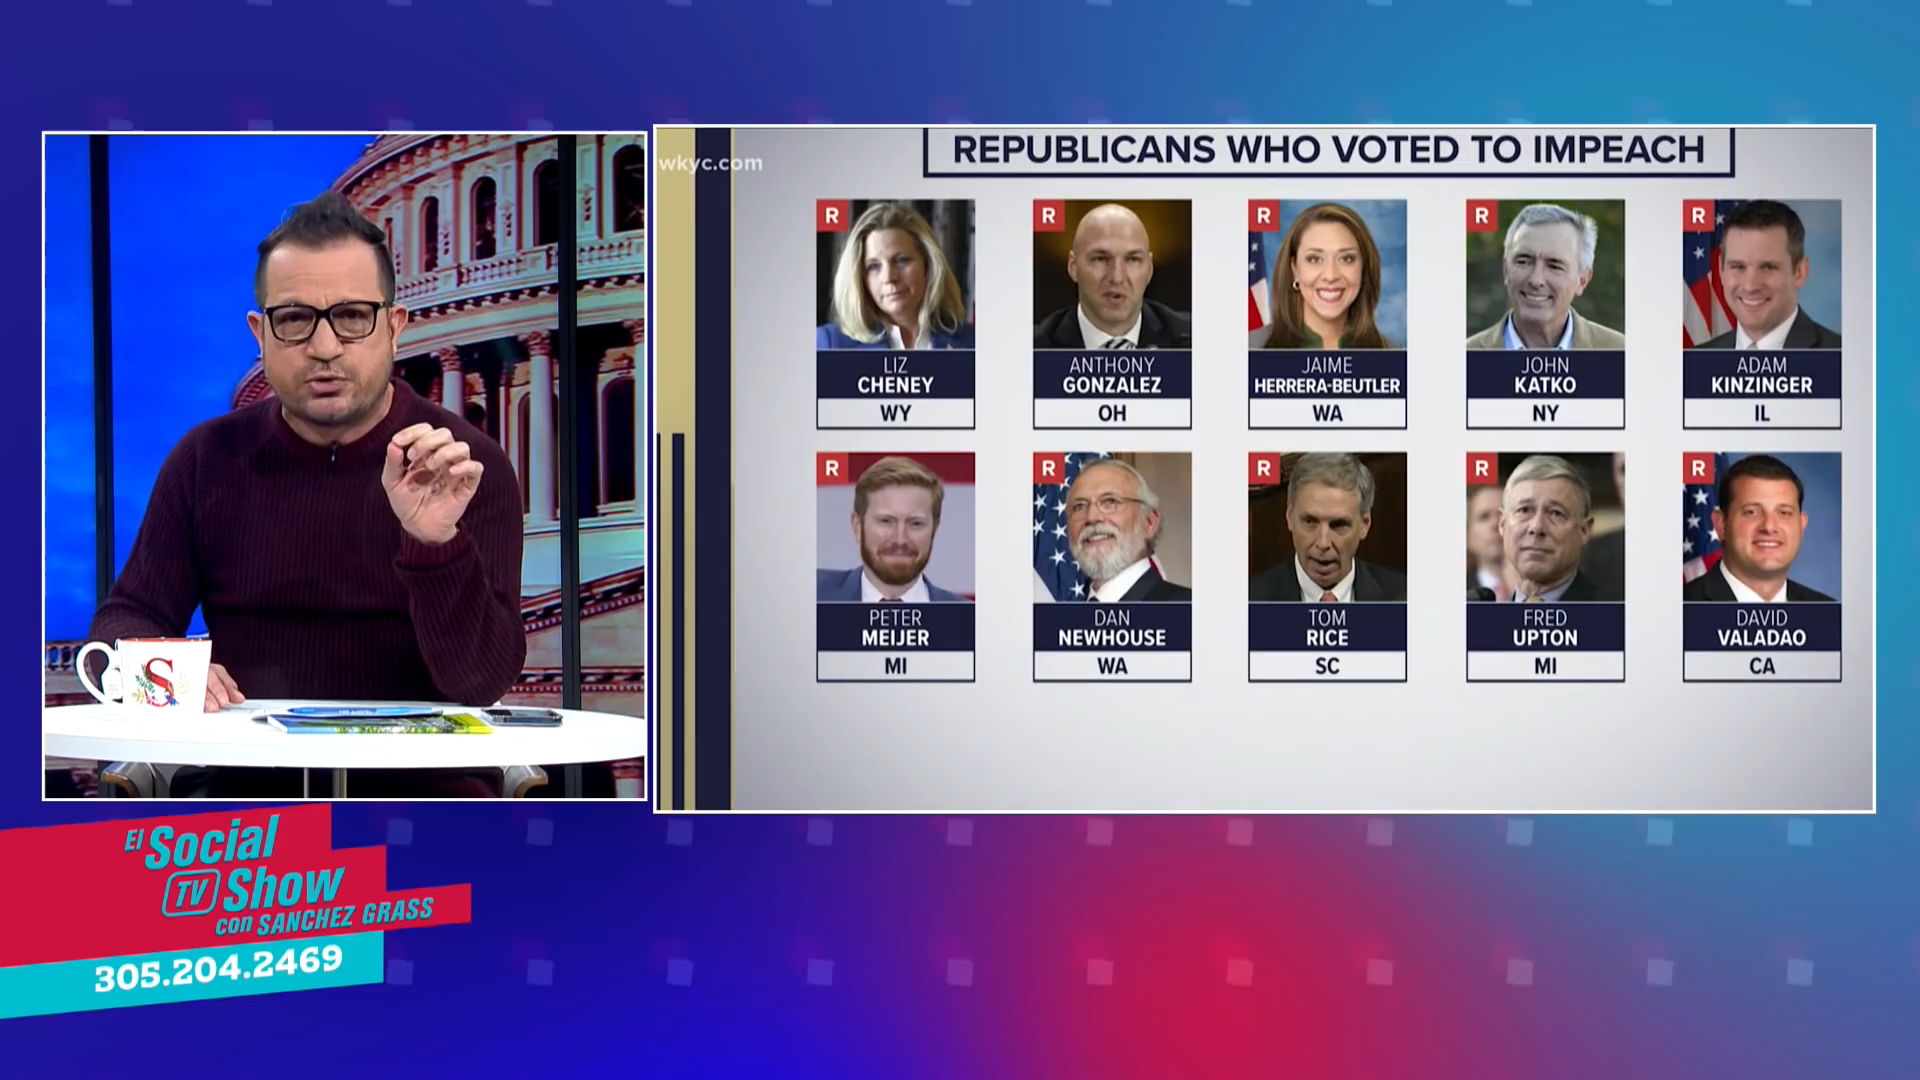 wkyc.com
REPUBLICANS WHO VOTED TO IMPEACH
R
R
R
R
R
LIZ
CHENEY
WY
ANTHONY
GONZALEZ
OH
JAIME
HERRERA-BEUTLER
WA
JOHN
KATKO
NY
ADAM
KINZINGER
IL
R
R
R
R
R
PETER
MEIJER
MI
DAN
NEWHOUSE
WA
TOM
RICE
SC
FRED
UPTON
MI
DAVID
VALADAO
CA
S
El Social
TV Show
con SANCHEZ GRASS
305.204.2469